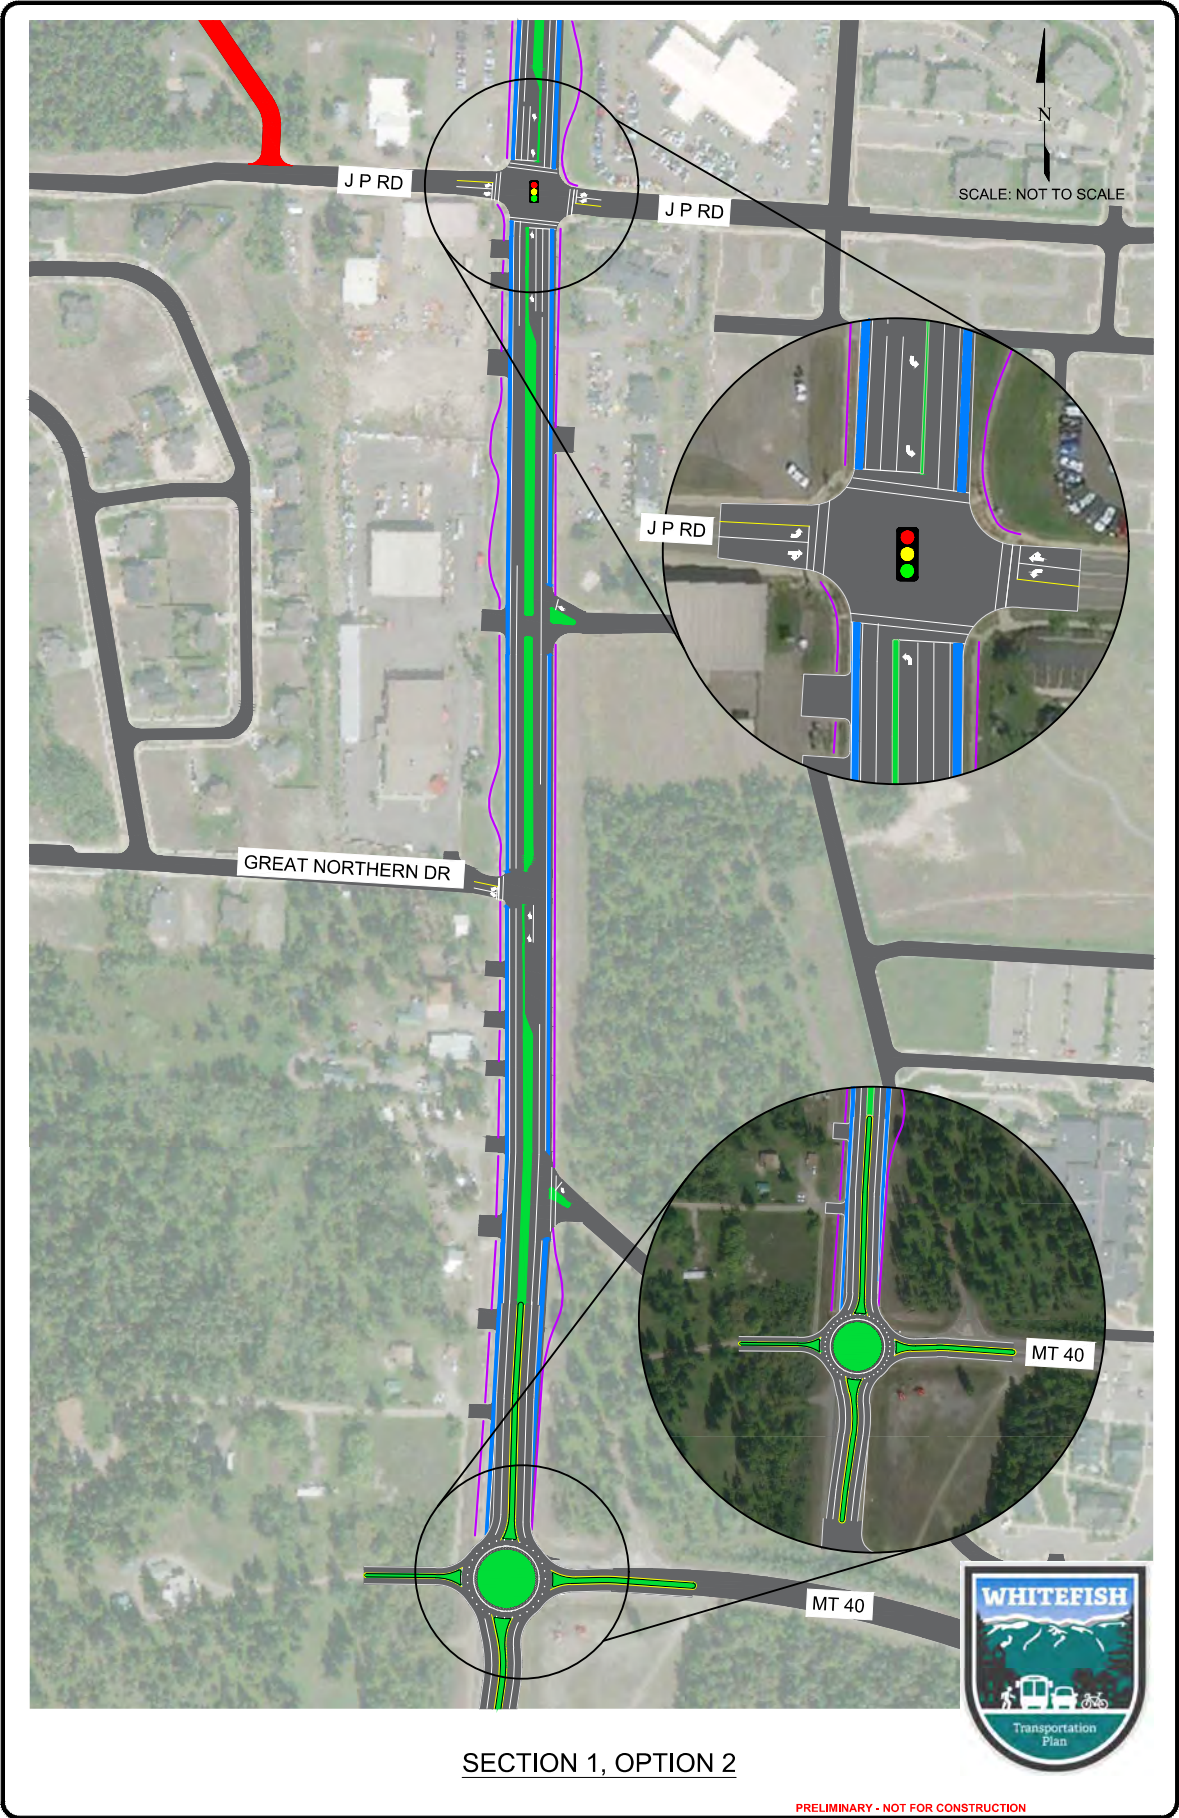 N
SCALE: NOT TO SCALE
J P RD
J P RD
J P RD
GREAT NORTHERN DR
MT 40
MT 40
WHITEFISH
Transportation
Plan
SECTION 1, OPTION 2
PRELIMINARY - NOT FOR CONSTRUCTION